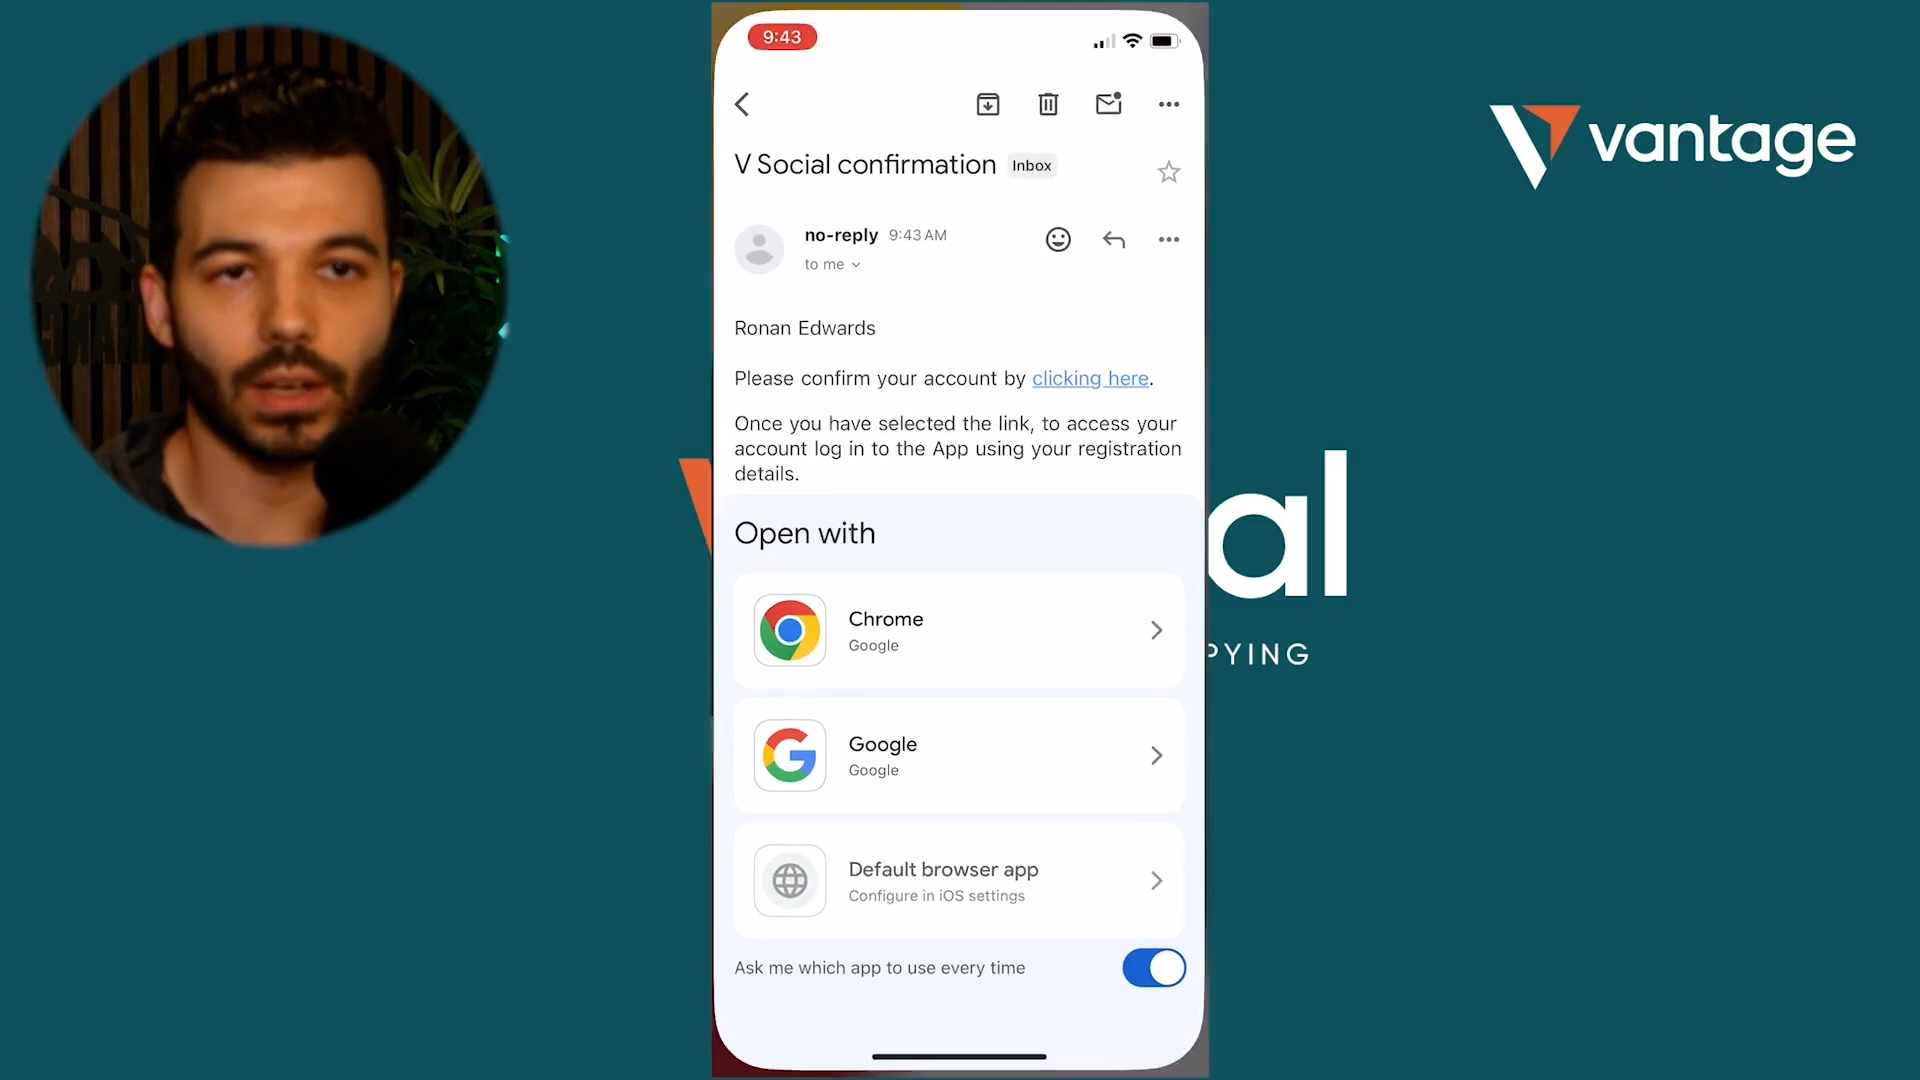 9:43
V Social confirmation Inbox
no-reply 9:43 AM
to me
Ronan Edwards
Please confirm your account by clicking here.
Once you have selected the link, to access your
account log in to the App using your registration
details.
Open with
Chrome
Google
Google
Google
Default browser app
Configure in iOS settings
Ask me which app to use every time
vantage
al
PYING